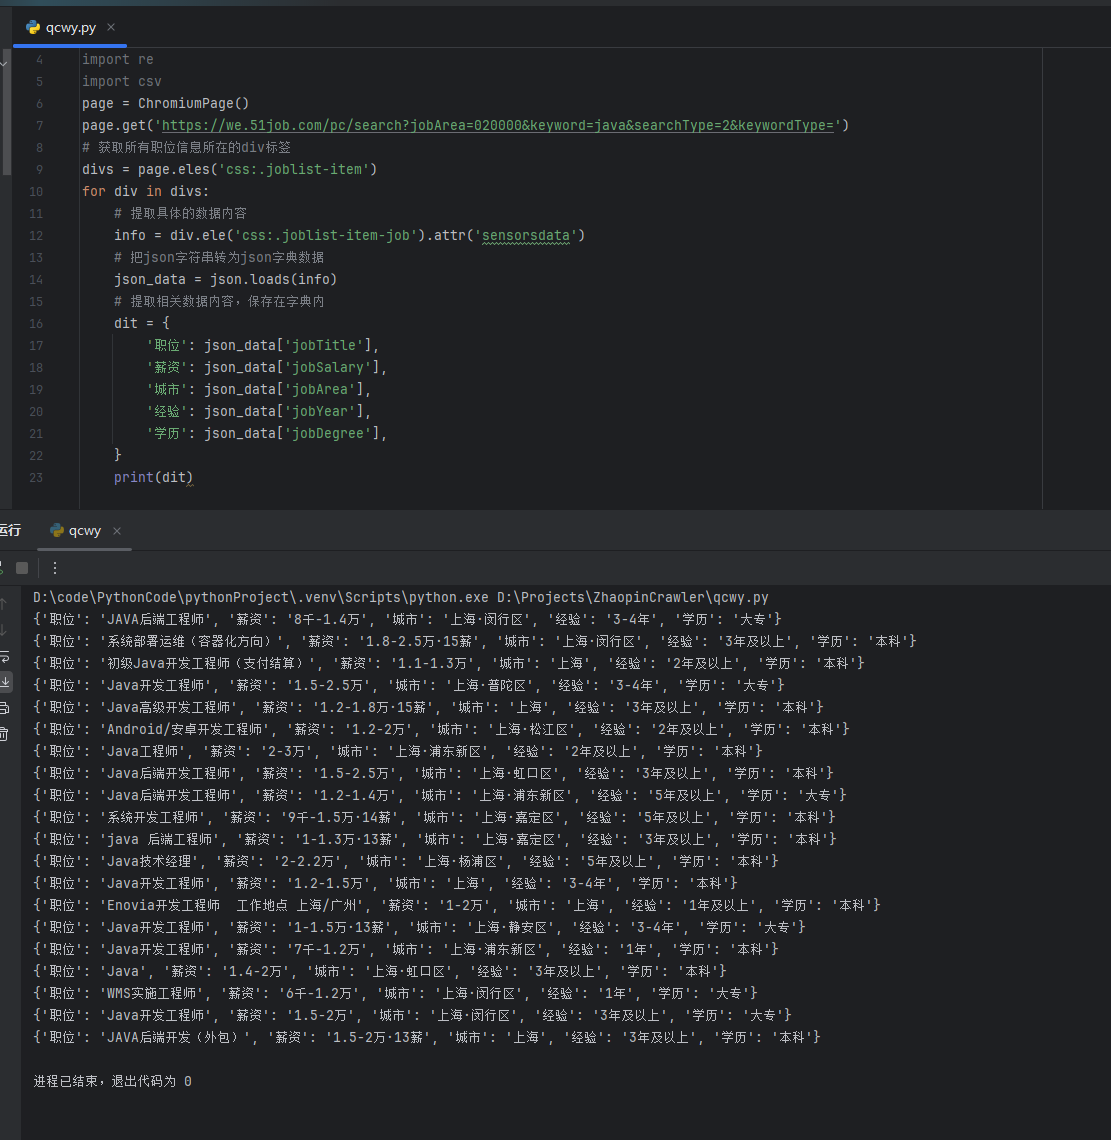 qcwy.py
4 import re
5 import csv
6 page = ChromiumPage()
7 page.get('https://we.51job.com/pc/search?jobArea=020000&keyword=java&searchType=2&keywordType=')
8 # 获取所有职位信息所在的div标签
9 divs = page.eles('css:.joblist-item')
10 for div in divs:
11     # 提取具体的数据内容
12     info = div.ele('css:.joblist-item-job').attr('sensorsdata')
13     # 把json字符串转为json字典数据
14     json_data = json.loads(info)
15     # 提取相关数据内容，保存在字典内
16     dit = {
17         '职位': json_data['jobTitle'],
18         '薪资': json_data['jobSalary'],
19         '城市': json_data['jobArea'],
20         '经验': json_data['jobYear'],
21         '学历': json_data['jobDegree'],
22     }
23     print(dit)
运行 qcwy
D:\code\PythonCode\pythonProject\.venv\Scripts\python.exe D:\Projects\ZhaopinCrawler\qcwy.py
{'职位': 'JAVA后端工程师', '薪资': '8千-1.4万', '城市': '上海·闵行区', '经验': '3-4年', '学历': '大专'}
{'职位': '系统部署运维（容器化方向）', '薪资': '1.8-2.5万·15薪', '城市': '上海·闵行区', '经验': '3年及以上', '学历': '本科'}
{'职位': '初级Java开发工程师（支付结算）', '薪资': '1.1-1.3万', '城市': '上海', '经验': '2年及以上', '学历': '本科'}
{'职位': 'Java开发工程师', '薪资': '1.5-2.5万', '城市': '上海·普陀区', '经验': '3-4年', '学历': '大专'}
{'职位': 'Java高级开发工程师', '薪资': '1.2-1.8万·15薪', '城市': '上海', '经验': '3年及以上', '学历': '本科'}
{'职位': 'Android/安卓开发工程师', '薪资': '1.2-2万', '城市': '上海·松江区', '经验': '2年及以上', '学历': '本科'}
{'职位': 'Java工程师', '薪资': '2-3万', '城市': '上海·浦东新区', '经验': '2年及以上', '学历': '本科'}
{'职位': 'Java后端开发工程师', '薪资': '1.5-2.5万', '城市': '上海·虹口区', '经验': '3年及以上', '学历': '本科'}
{'职位': 'Java后端开发工程师', '薪资': '1.2-1.4万', '城市': '上海·浦东新区', '经验': '5年及以上', '学历': '大专'}
{'职位': '系统开发工程师', '薪资': '9千-1.5万·14薪', '城市': '上海·嘉定区', '经验': '5年及以上', '学历': '本科'}
{'职位': 'java 后端工程师', '薪资': '1-1.3万·13薪', '城市': '上海·嘉定区', '经验': '3年及以上', '学历': '本科'}
{'职位': 'Java技术经理', '薪资': '2-2.2万', '城市': '上海·杨浦区', '经验': '5年及以上', '学历': '本科'}
{'职位': 'Java开发工程师', '薪资': '1.2-1.5万', '城市': '上海', '经验': '3-4年', '学历': '本科'}
{'职位': 'Enovia开发工程师  工作地点 上海/广州', '薪资': '1-2万', '城市': '上海', '经验': '1年及以上', '学历': '本科'}
{'职位': 'Java开发工程师', '薪资': '1-1.5万·13薪', '城市': '上海·静安区', '经验': '3-4年', '学历': '大专'}
{'职位': 'Java开发工程师', '薪资': '7千-1.2万', '城市': '上海·浦东新区', '经验': '1年', '学历': '本科'}
{'职位': 'Java', '薪资': '1.4-2万', '城市': '上海·虹口区', '经验': '3年及以上', '学历': '本科'}
{'职位': 'WMS实施工程师', '薪资': '6千-1.2万', '城市': '上海·闵行区', '经验': '1年', '学历': '大专'}
{'职位': 'Java开发工程师', '薪资': '1.5-2万', '城市': '上海·闵行区', '经验': '3年及以上', '学历': '大专'}
{'职位': 'JAVA后端开发（外包）', '薪资': '1.5-2万·13薪', '城市': '上海', '经验': '3年及以上', '学历': '本科'}
进程已结束，退出代码为 0